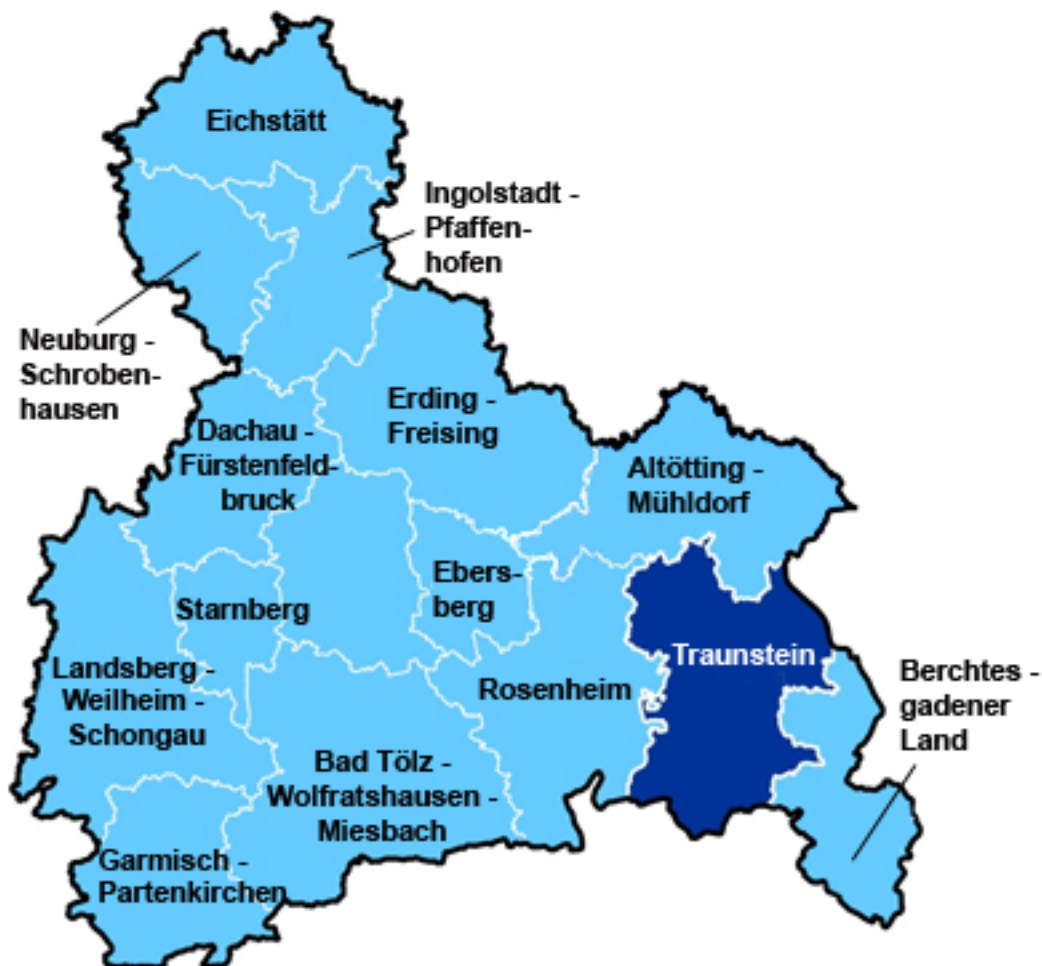 Eichstätt
Ingolstadt -
Pfaffen-
hofen
Neuburg -
Schroben-
hausen
Erding -
Freising
Dachau -
Fürstenfeld-
bruck
Altötting -
Mühldorf
Ebers-
berg
Starnberg
Traunstein
Landsberg -
Weilheim -
Schongau
Rosenheim
Berchtes -
gadener
Land
Bad Tölz -
Wolfratshausen -
Miesbach
Garmisch -
Partenkirchen